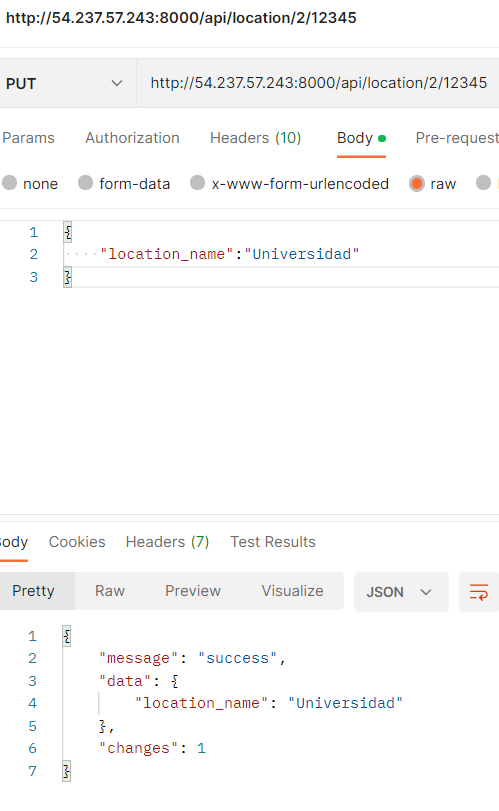 http://54.237.57.243:8000/api/location/2/12345
PUT http://54.237.57.243:8000/api/location/2/12345
Params Authorization Headers (10) Body Pre-request
none form-data x-www-form-urlencoded raw
1 {
2 "location_name":"Universidad"
3 }
ody Cookies Headers (7) Test Results
Pretty Raw Preview Visualize JSON
1 {
2 "message": "success",
3 "data": {
4 "location_name": "Universidad"
5 },
6 "changes": 1
7 }